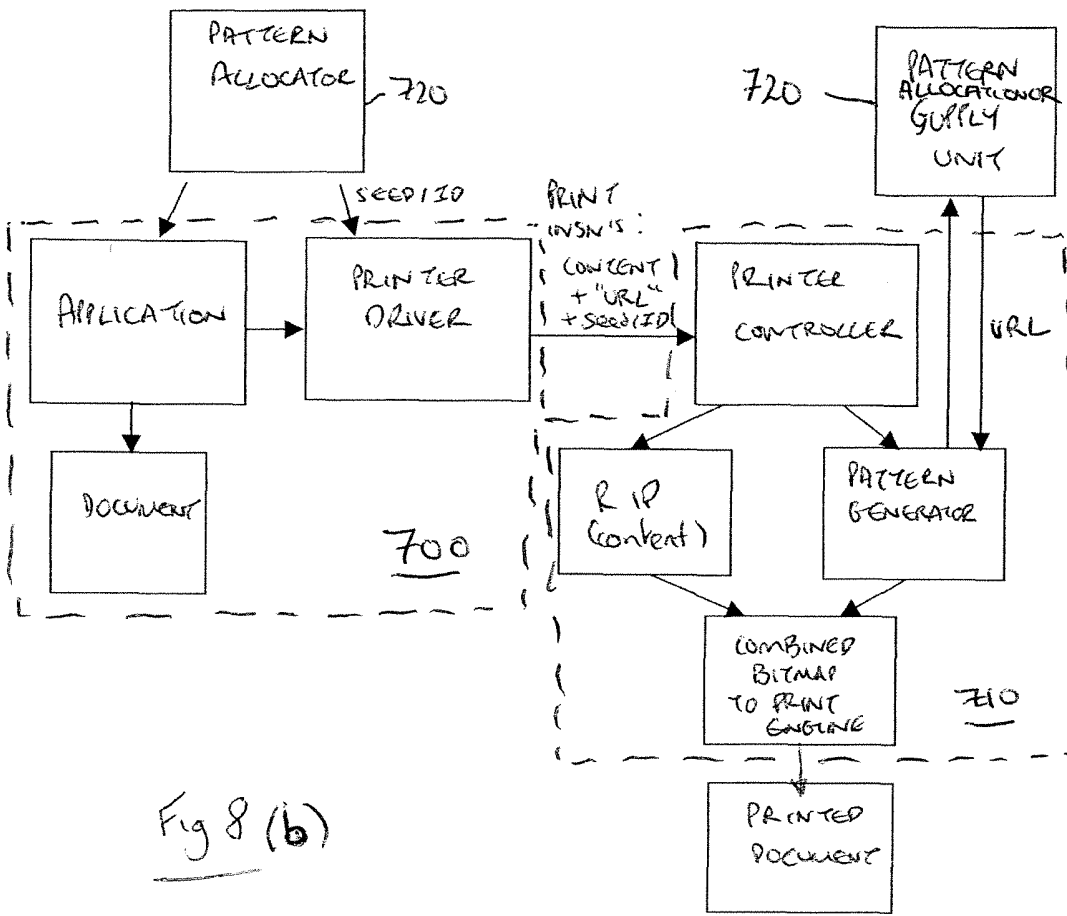 PATTERN
ALLOCATOR
720
SEED/ID
APPLICATION
PRINTER
DRIVER
DOCUMENT
700
PRINT
INSN'S:
CONTENT
+ "URL"
+ Seed/ID
PRINTER
CONTROLLER
720
PATTERN
ALLOCATION OR
SUPPLY
UNIT
URL
RIP
(content)
PATTERN
GENERATOR
COMBINED
BITMAP
TO PRINT
ENGINE
710
PRINTED
DOCUMENT
Fig 8 (b)